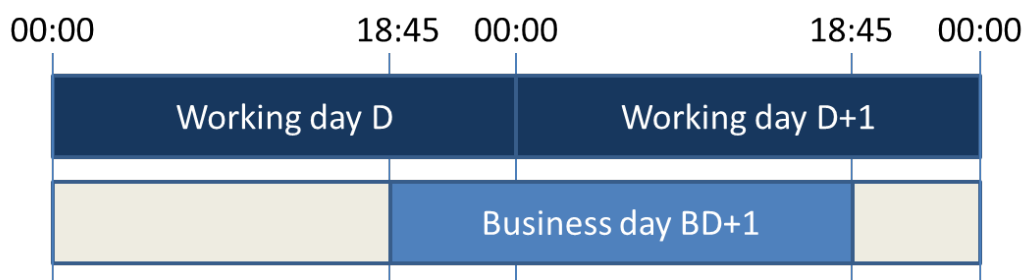 00:00 18:45 00:00 18:45 00:00
Working day D Working day D+1
Business day BD+1